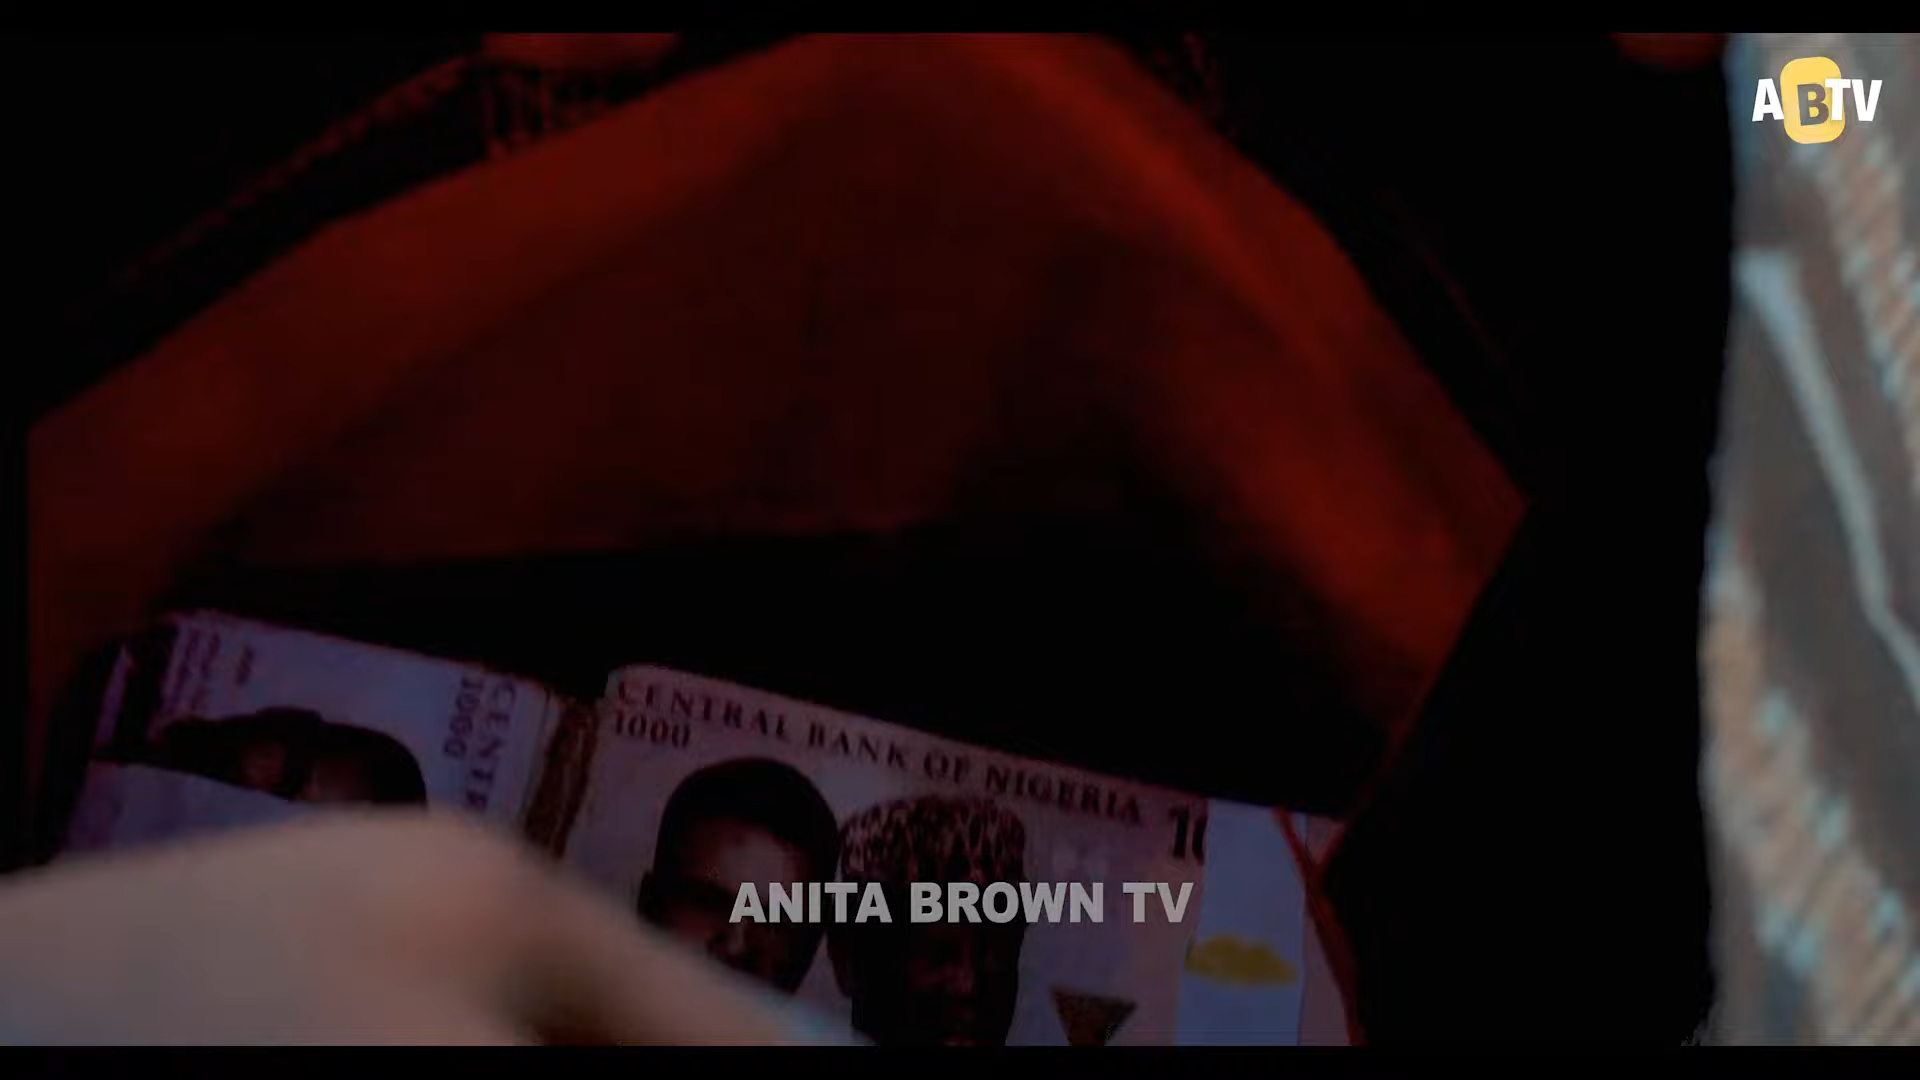 ABTV
CENTRAL BANK OF NIGERIA
1000
1000
ANITA BROWN TV